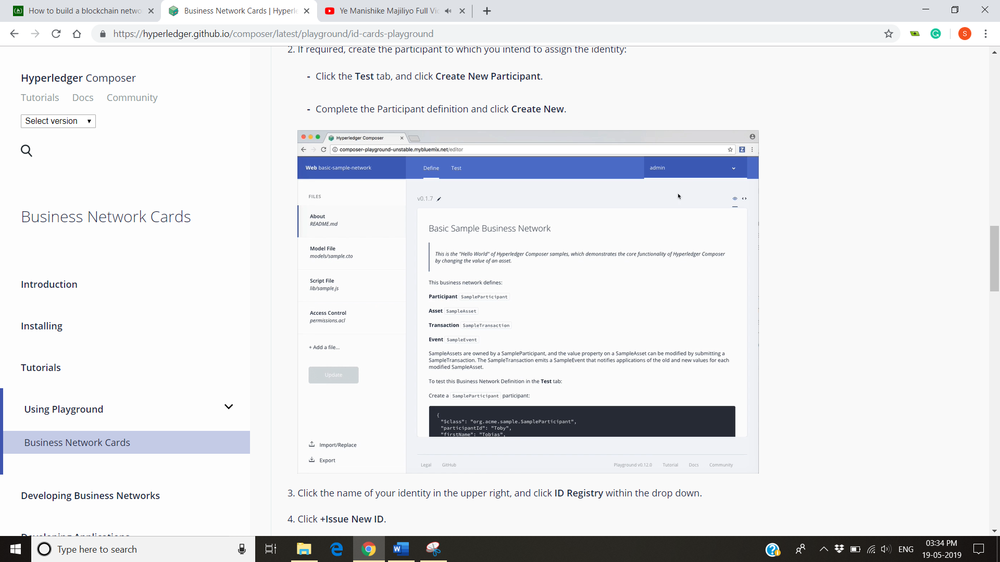 How to build a blockchain netwo
Business Network Cards | Hyperle
Ye Manishike Majiliyo Full Vid
https://hyperledger.github.io/composer/latest/playground/id-cards-playground
S
Hyperledger Composer
Tutorials Docs Community
Select version
Business Network Cards
Introduction
Installing
Tutorials
Using Playground
Business Network Cards
Developing Business Networks
Developing Applications
2. If required, create the participant to which you intend to assign the identity:
- Click the Test tab, and click Create New Participant.
- Complete the Participant definition and click Create New.
Hyperledger Composer
composer-playground-unstable.mybluemix.net/editor
Z
Web basic-sample-network
Define Test
admin
FILES
About
README.md
Model File
models/sample.cto
Script File
lib/sample.js
Access Control
permissions.acl
+ Add a file...
Update
Import/Replace
Export
v0.1.7
Basic Sample Business Network
This is the "Hello World" of Hyperledger Composer samples, which demonstrates the core functionality of Hyperledger Composer
by changing the value of an asset.
This business network defines:
Participant SampleParticipant
Asset SampleAsset
Transaction SampleTransaction
Event SampleEvent
SampleAssets are owned by a SampleParticipant, and the value property on a SampleAsset can be modified by submitting a
SampleTransaction. The SampleTransaction emits a SampleEvent that notifies applications of the old and new values for each
modified SampleAsset.
To test this Business Network Definition in the Test tab:
Create a SampleParticipant participant:
{
"$class": "org.acme.sample.SampleParticipant",
"participantId": "Toby",
"firstName": "Tobias",
Legal GitHub
Playground v0.12.0 Tutorial Docs Community
3. Click the name of your identity in the upper right, and click ID Registry within the drop down.
4. Click +Issue New ID.
Type here to search
ENG
03:34 PM
19-05-2019